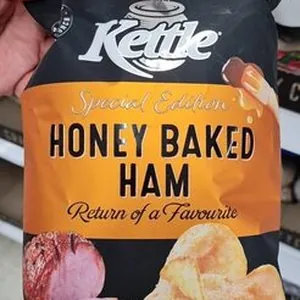 Kettle
Special Edition
HONEY BAKED
HAM
Return of a Favourite